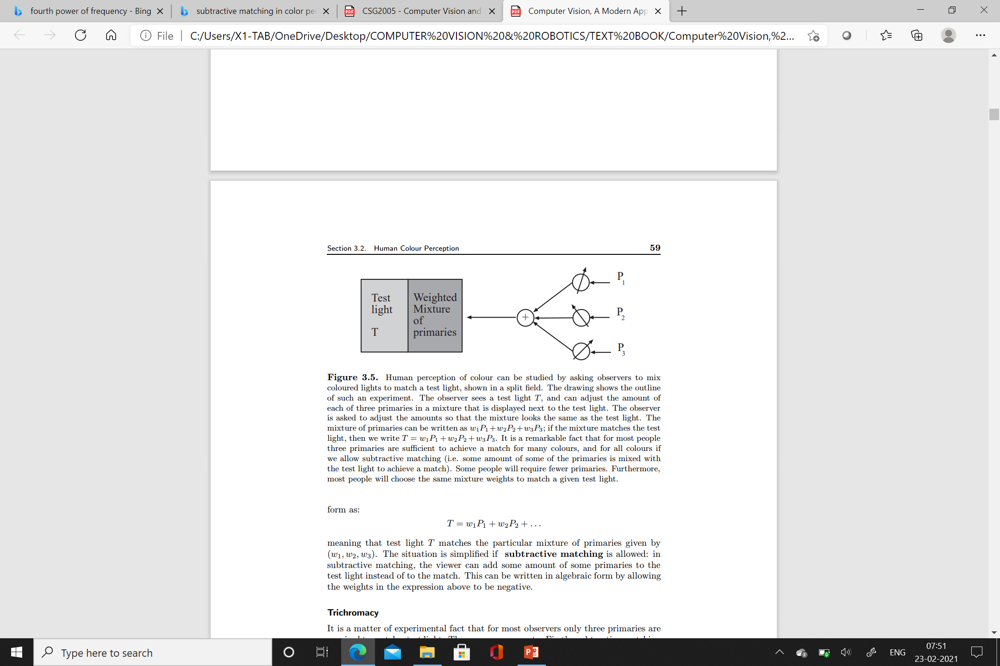 fourth power of frequency - Bing
subtractive matching in color pe
CSG2005 - Computer Vision and
Computer Vision, A Modern App
File
C:/Users/X1-TAB/OneDrive/Desktop/COMPUTER%20VISION%20&%20ROBOTICS/TEXT%20BOOK/Computer%20Vision,%2...
Section 3.2. Human Colour Perception 59
Test light T
Weighted Mixture of primaries
+
P1
P2
P3
Figure 3.5. Human perception of colour can be studied by asking observers to mix
coloured lights to match a test light, shown in a split field. The drawing shows the outline
of such an experiment. The observer sees a test light T, and can adjust the amount of
each of three primaries in a mixture that is displayed next to the test light. The observer
is asked to adjust the amounts so that the mixture looks the same as the test light. The
mixture of primaries can be written as w1P1+w2P2+w3P3; if the mixture matches the test
light, then we write T = w1P1+w2P2+w3P3. It is a remarkable fact that for most people
three primaries are sufficient to achieve a match for many colours, and for all colours if
we allow subtractive matching (i.e. some amount of some of the primaries is mixed with
the test light to achieve a match). Some people will require fewer primaries. Furthermore,
most people will choose the same mixture weights to match a given test light.
form as:
T = w1P1 + w2P2 + ...
meaning that test light T matches the particular mixture of primaries given by
(w1, w2, w3). The situation is simplified if subtractive matching is allowed: in
subtractive matching, the viewer can add some amount of some primaries to the
test light instead of to the match. This can be written in algebraic form by allowing
the weights in the expression above to be negative.
Trichromacy
It is a matter of experimental fact that for most observers only three primaries are
Type here to search
ENG
07:51
23-02-2021